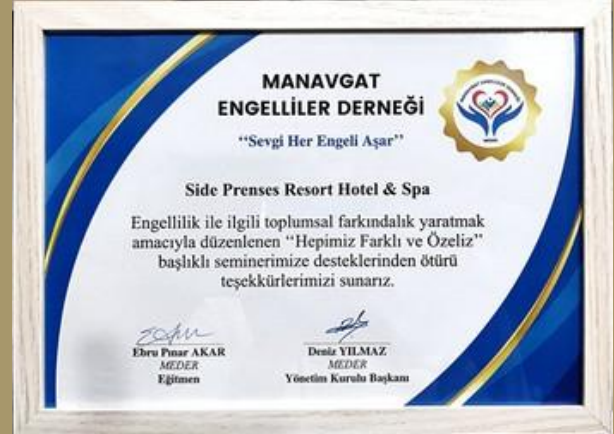 MANAVGAT
ENGELLİLER DERNEĞİ
‘‘Sevgi Her Engeli Aşar’’
Side Prenses Resort Hotel & Spa
Engellilik ile ilgili toplumsal farkındalık yaratmak
amacıyla düzenlenen ‘‘Hepimiz Farklı ve Özeliz’’
başlıklı seminerimize desteklerinden ötürü
teşekkürlerimizi sunarız.
Ebru Pınar AKAR
MEDER
Eğitmen
Deniz YILMAZ
MEDER
Yönetim Kurulu Başkanı